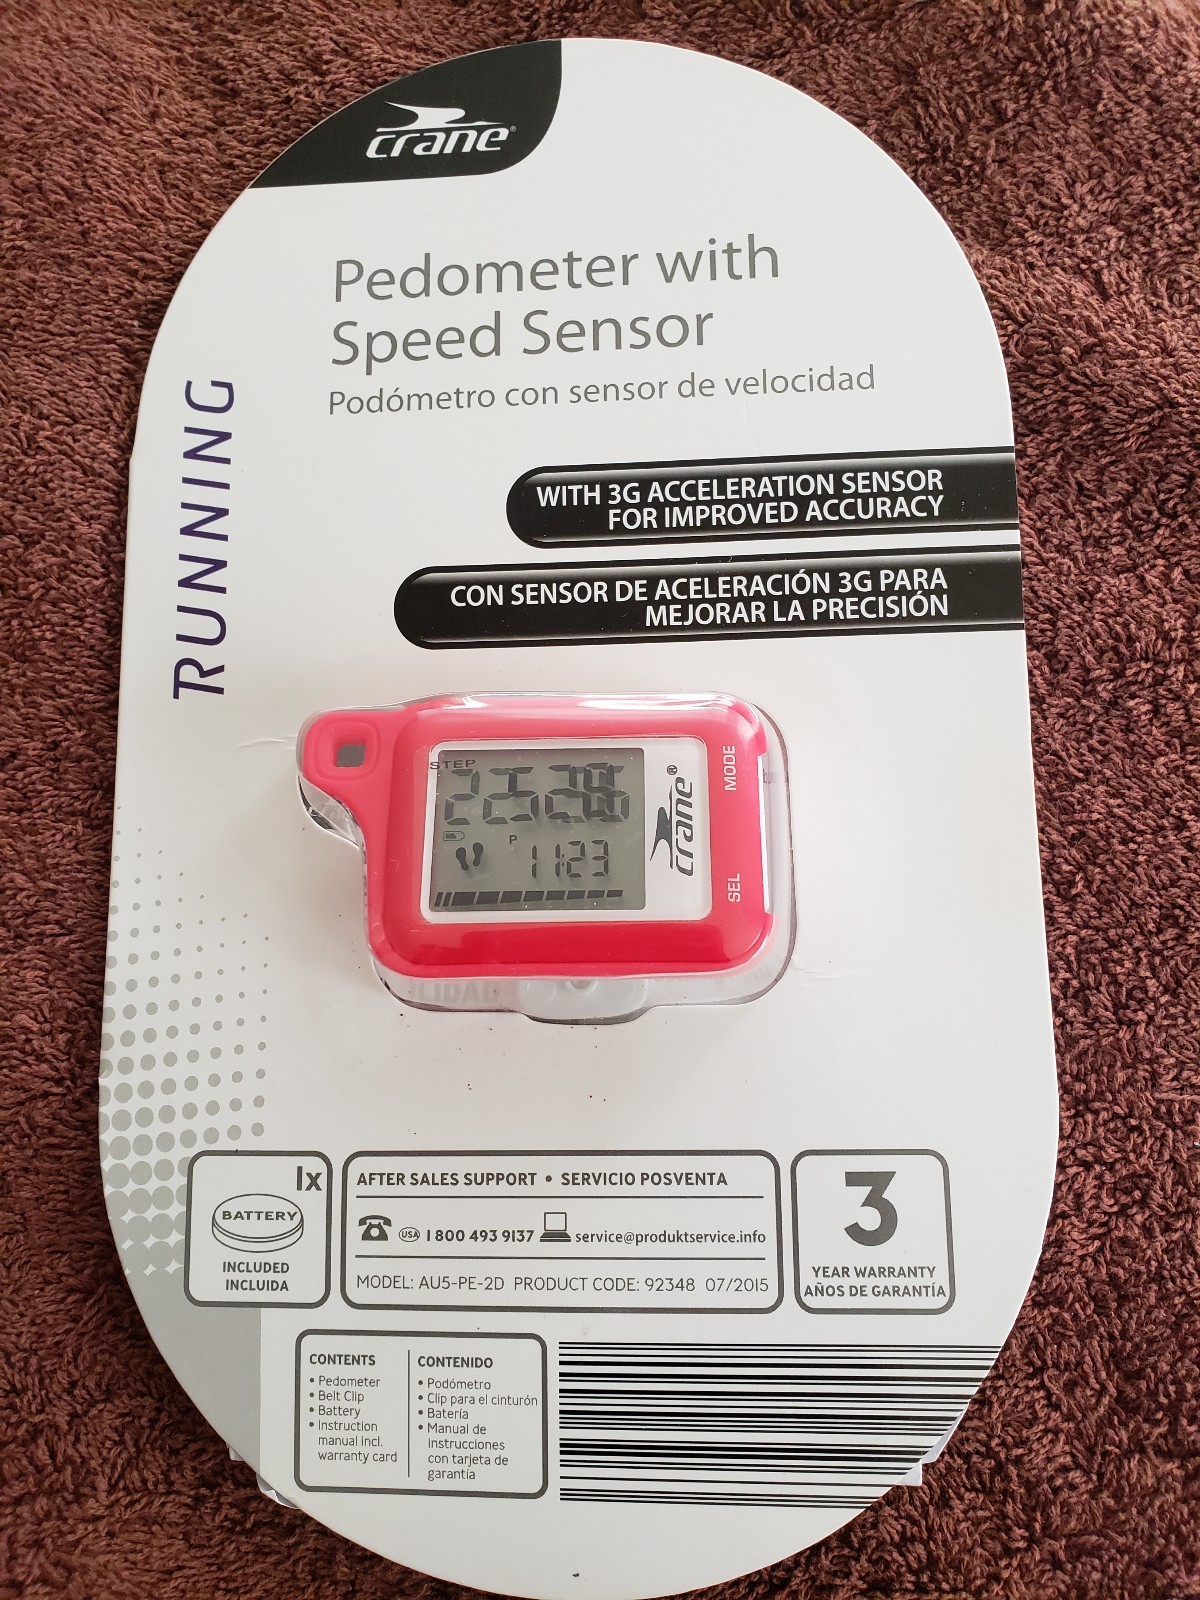 crane®
Pedometer with
Speed Sensor
Podómetro con sensor de velocidad
RUNNING
WITH 3G ACCELERATION SENSOR
FOR IMPROVED ACCURACY
CON SENSOR DE ACELERACIÓN 3G PARA
MEJORAR LA PRECISIÓN
STEP
P
11:23
crane®
MODE
SEL
1x
BATTERY
INCLUDED
INCLUIDA
AFTER SALES SUPPORT • SERVICIO POSVENTA
USA 1 800 493 9137 service@produktservice.info
MODEL: AU5-PE-2D PRODUCT CODE: 92348 07/2015
3
YEAR WARRANTY
AÑOS DE GARANTÍA
CONTENTS
• Pedometer
• Belt Clip
• Battery
• Instruction
manual incl.
warranty card
CONTENIDO
• Podómetro
• Clip para el cinturón
• Batería
• Manual de
instrucciones
con tarjeta de
garantía